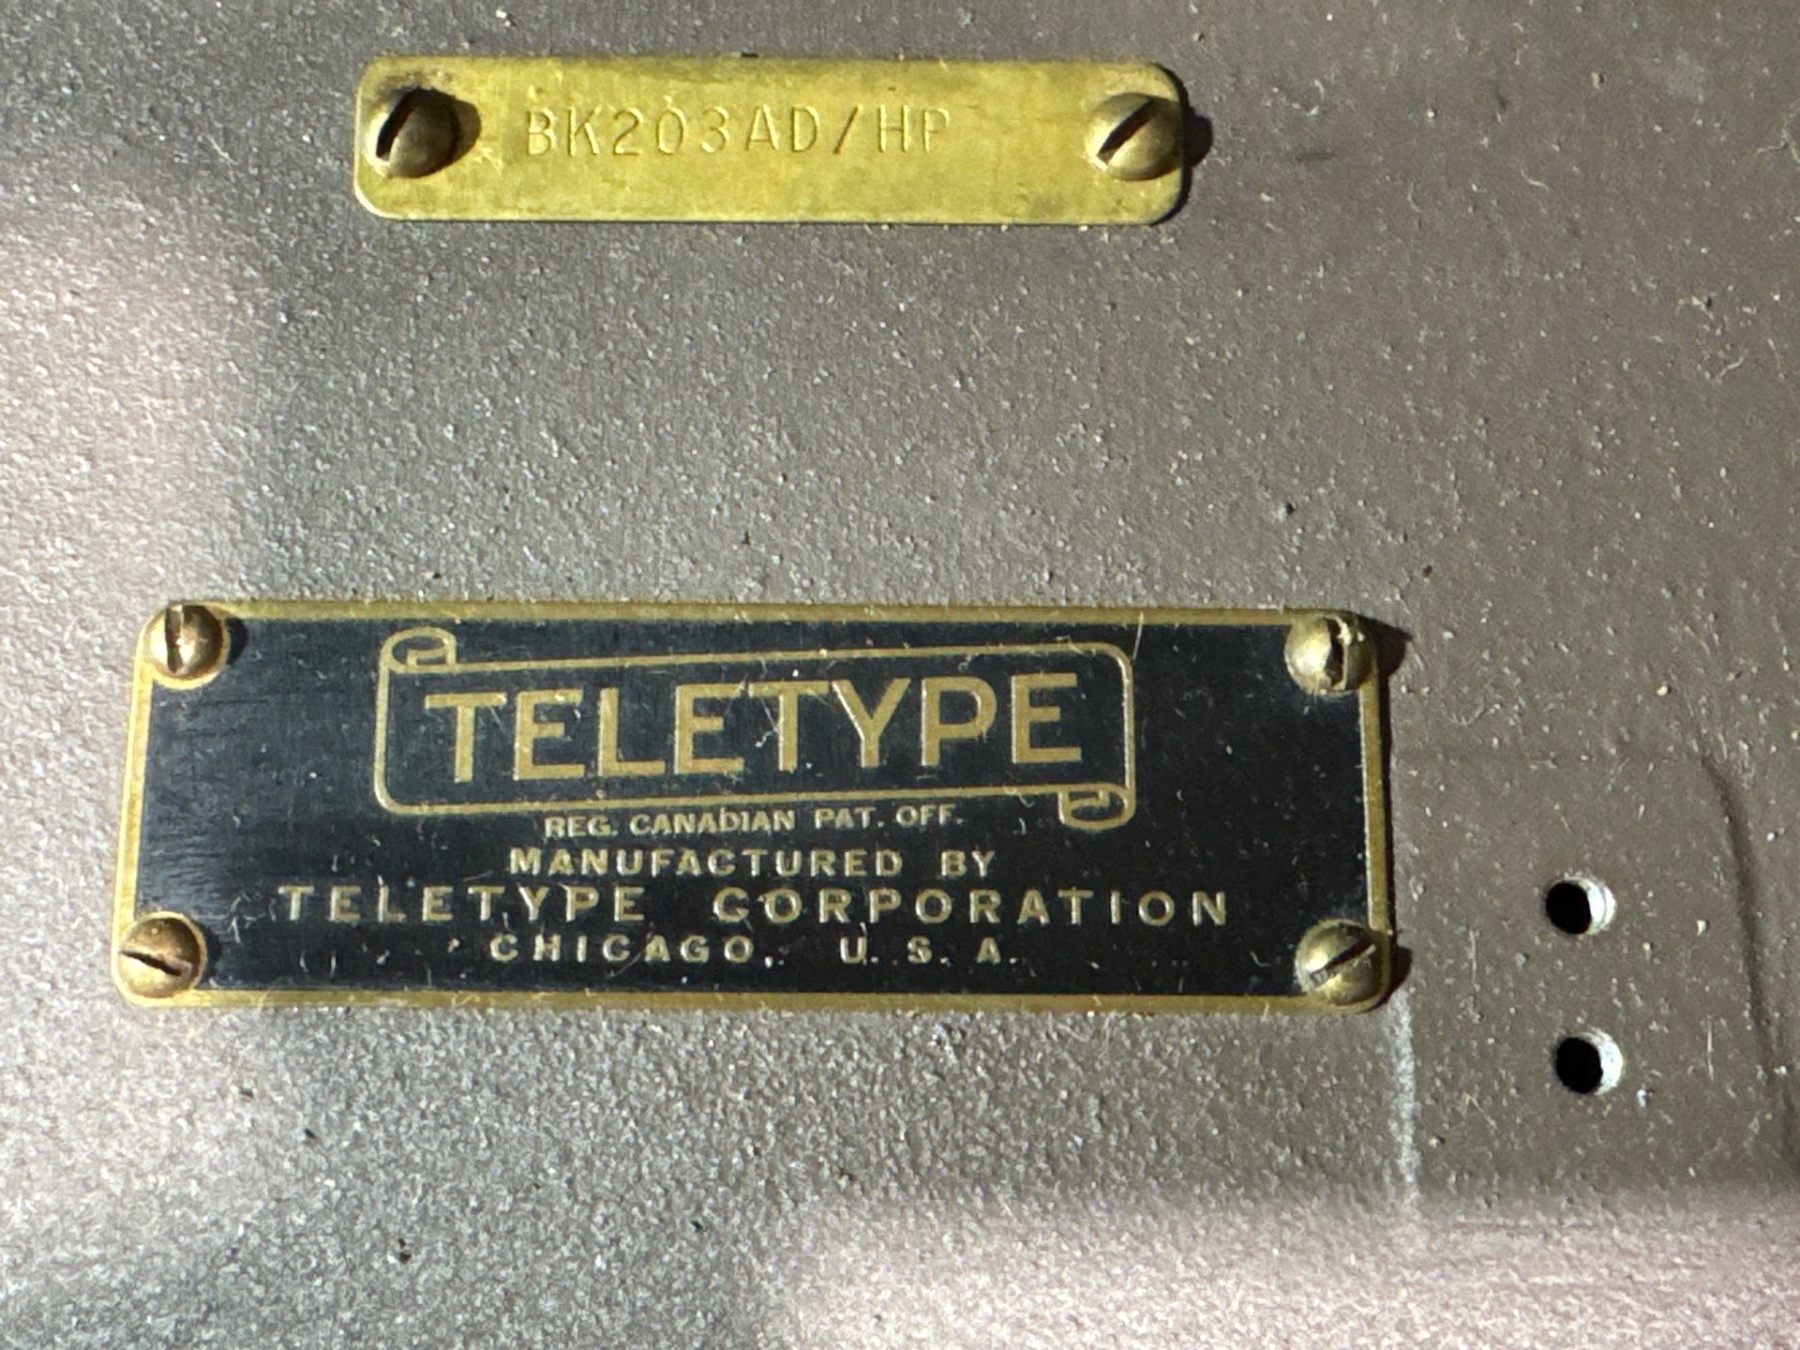 BK203AD/HP
TELETYPE
REG. CANADIAN PAT. OFF.
MANUFACTURED BY
TELETYPE CORPORATION
CHICAGO, U. S. A.